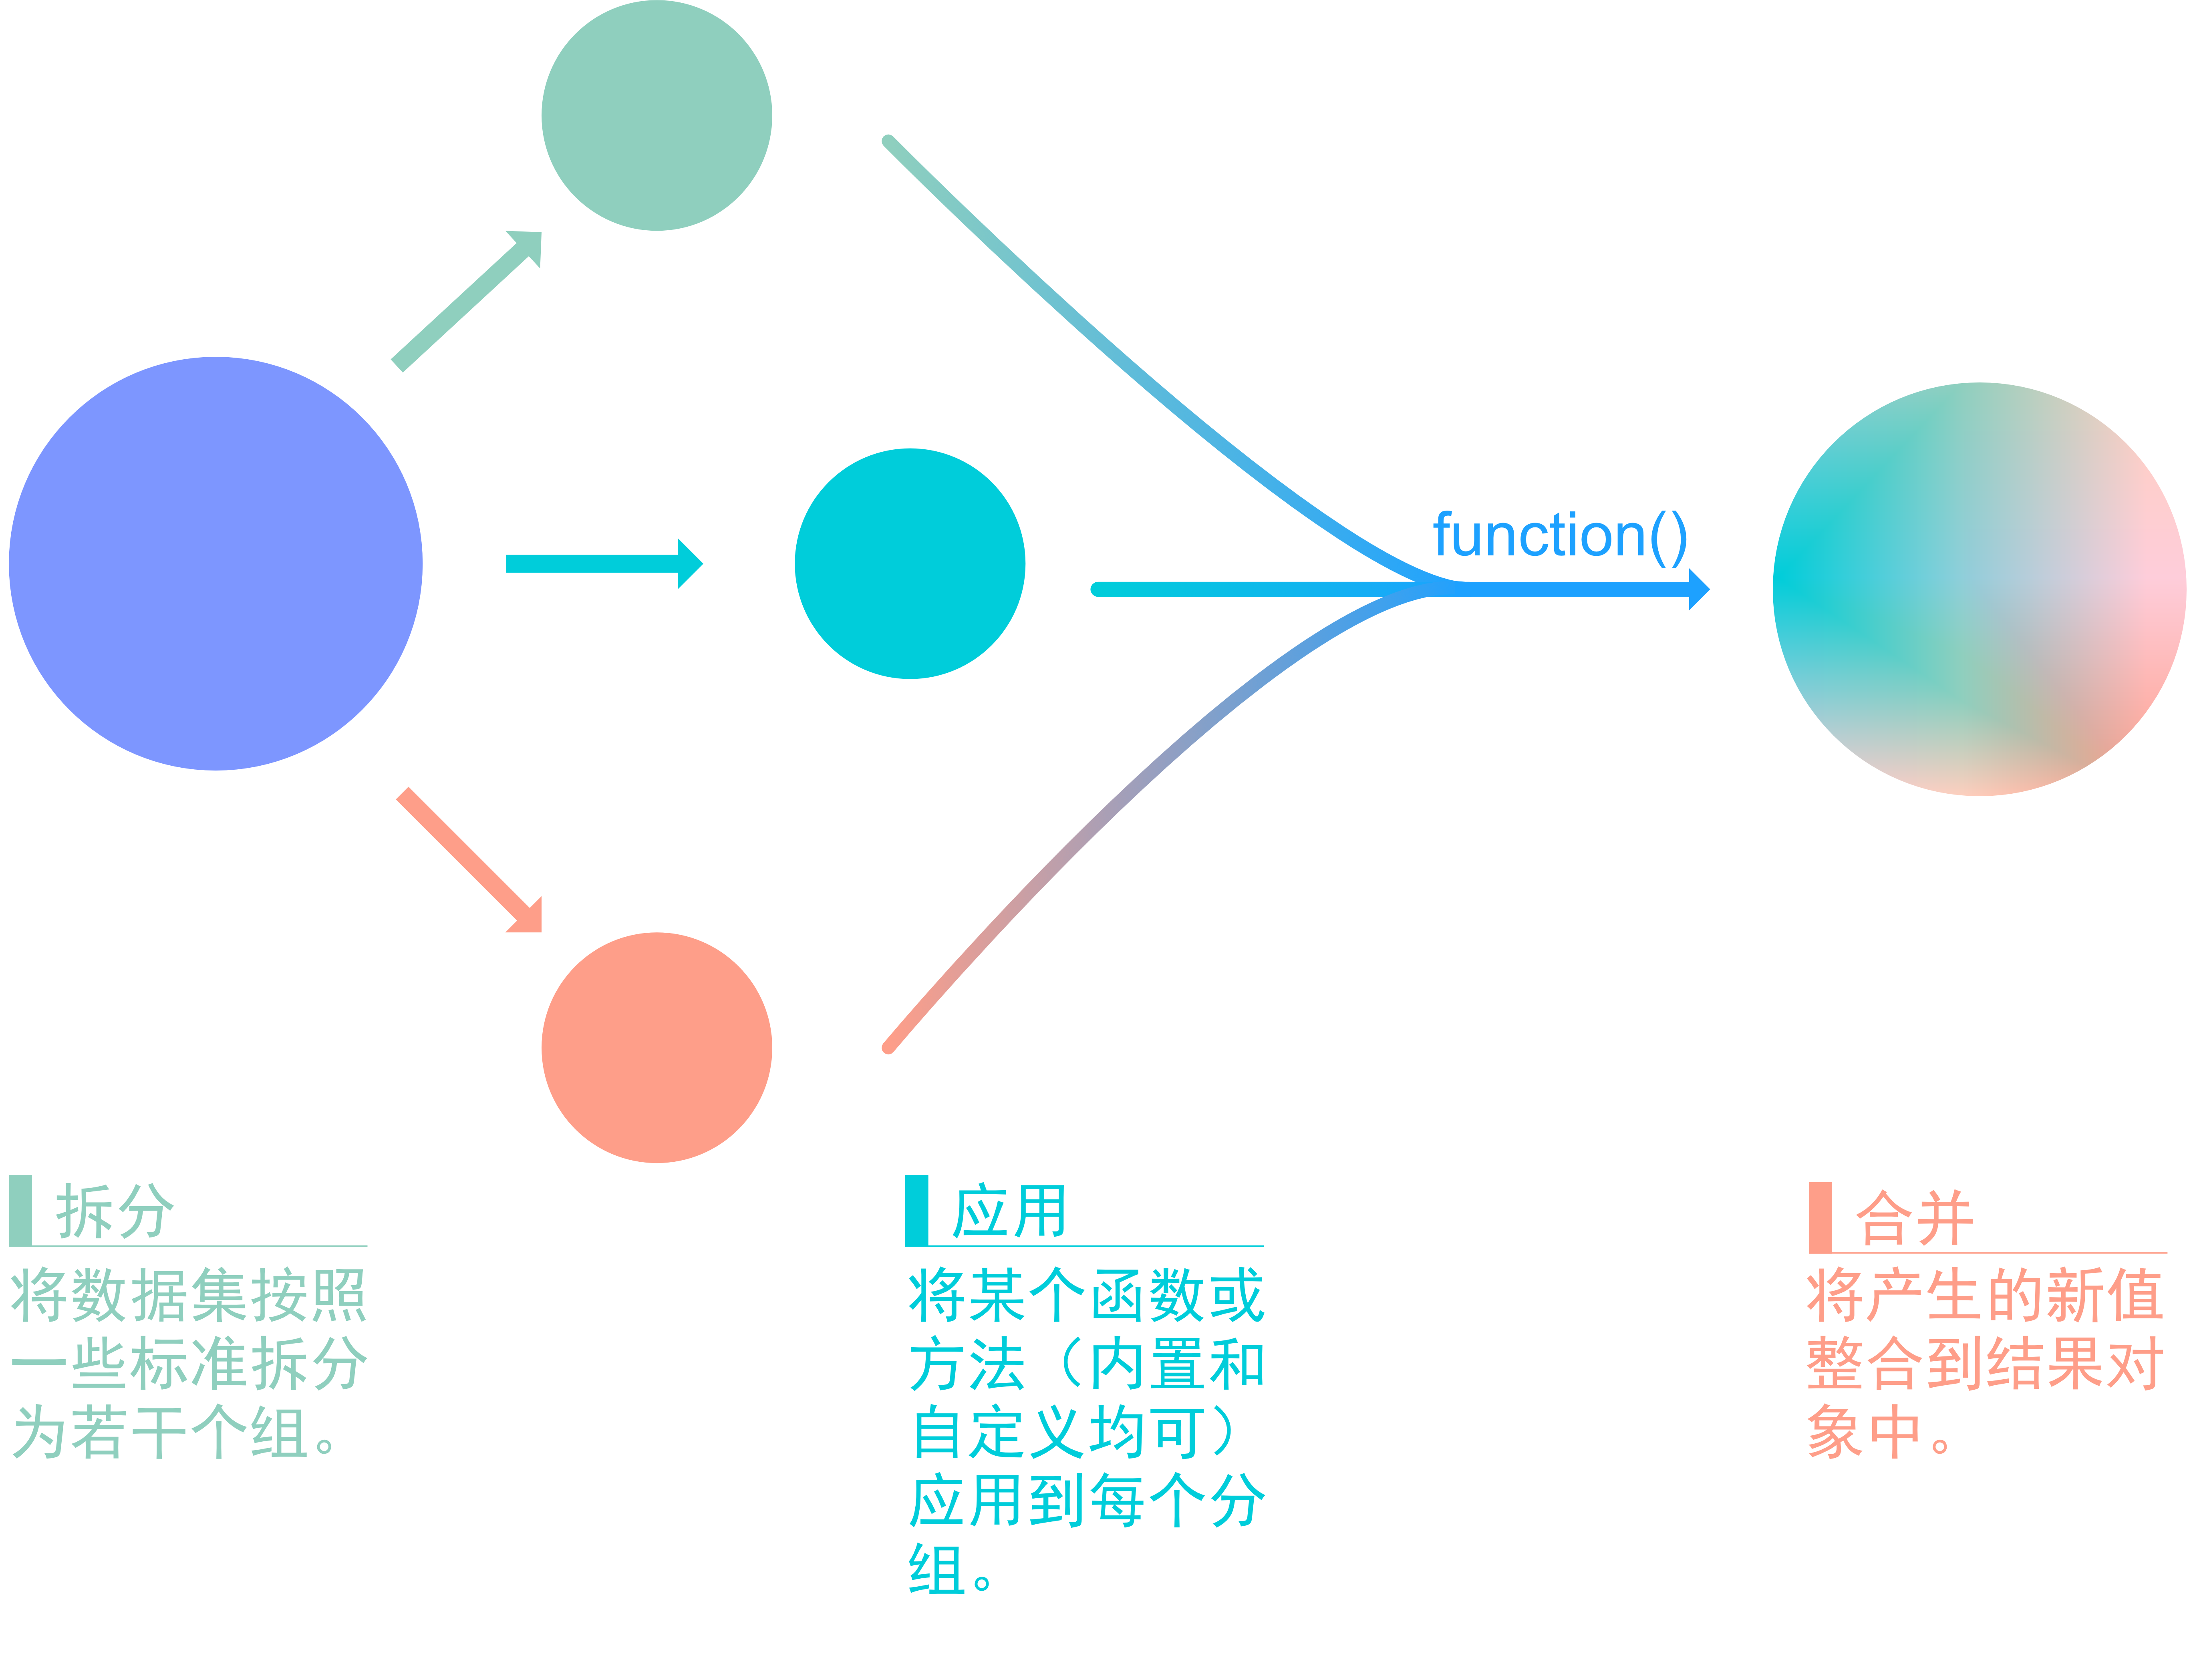 function()
拆分
将数据集按照
一些标准拆分
为若干个组。
应用
将某个函数或
方法（内置和
自定义均可）
应用到每个分
组。
合并
将产生的新值
整合到结果对
象中。